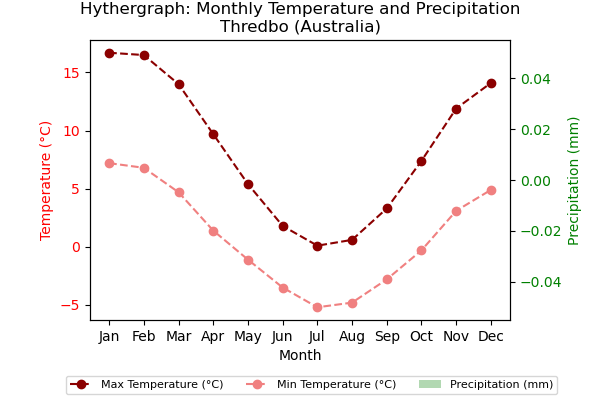 Hythergraph: Monthly Temperature and Precipitation
Thredbo (Australia)
15
10
5
0
−5
Temperature (°C)
0.04
0.02
0.00
−0.02
−0.04
Precipitation (mm)
Jan Feb Mar Apr May Jun Jul Aug Sep Oct Nov Dec
Month
Max Temperature (°C) Min Temperature (°C) Precipitation (mm)